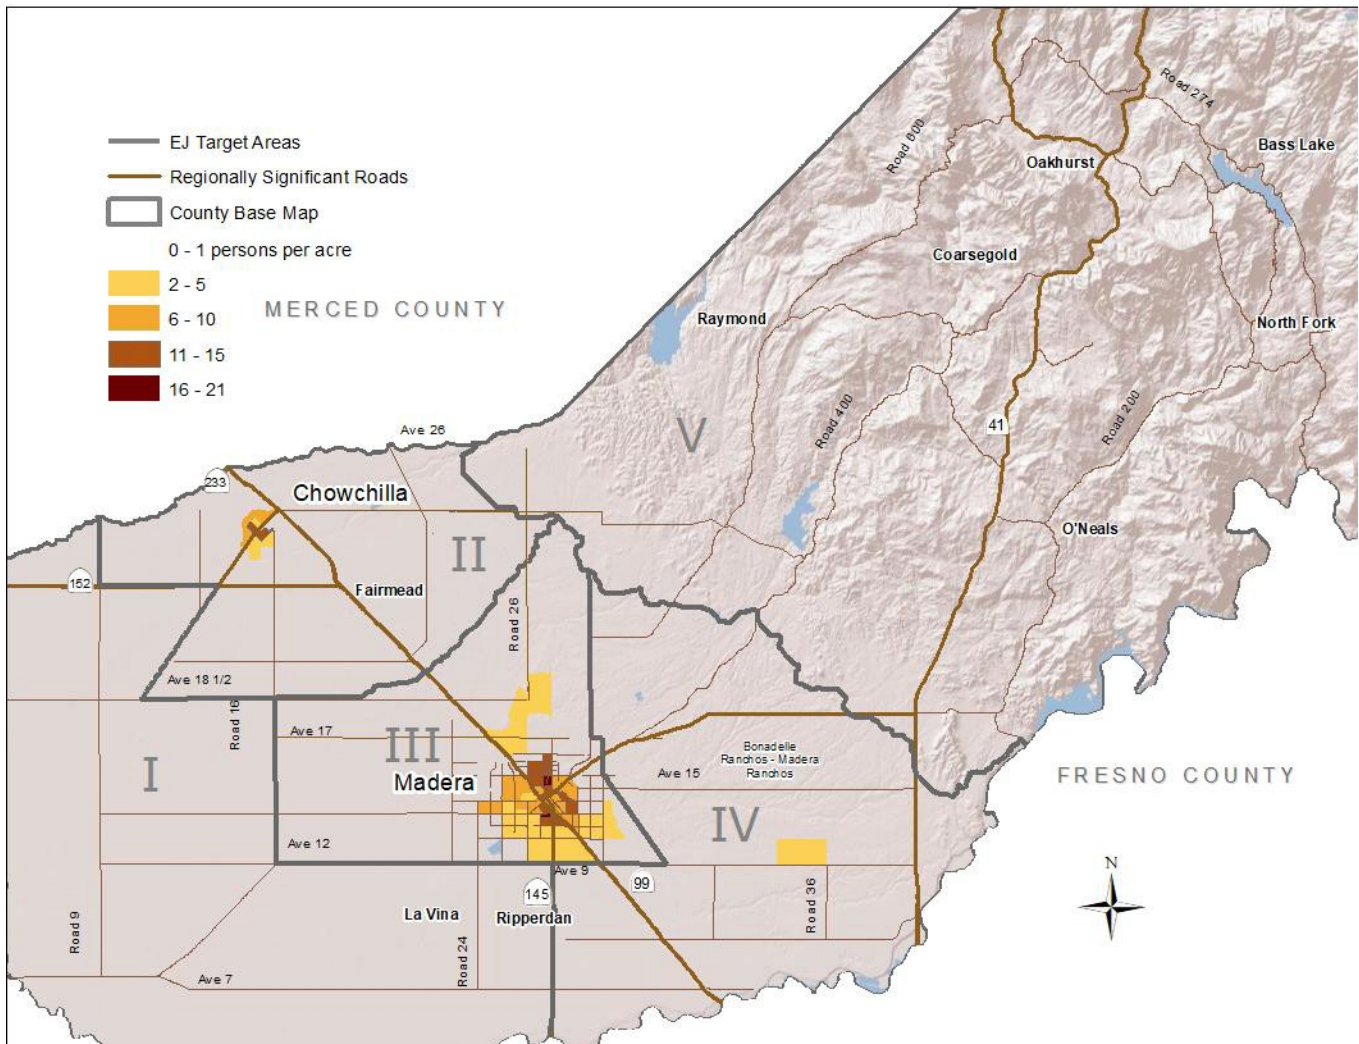 EJ Target Areas
Regionally Significant Roads
County Base Map
0 - 1 persons per acre
2 - 5
6 - 10
11 - 15
16 - 21
MERCED COUNTY
Road 274
Bass Lake
Road 600
Oakhurst
Coarsegold
Raymond
North Fork
Road 400
Road 200
V
41
Ave 26
233
Chowchilla
O'Neals
II
152
Fairmead
Road 26
Ave 18 1/2
Road 16
Ave 17
III
I
Madera
Bonadelle
Ranchos - Madera
Ranchos
Ave 15
FRESNO COUNTY
IV
Ave 12
Ave 9
99
145
N
Road 36
La Vina
Ripperdan
Road 9
Road 24
Ave 7